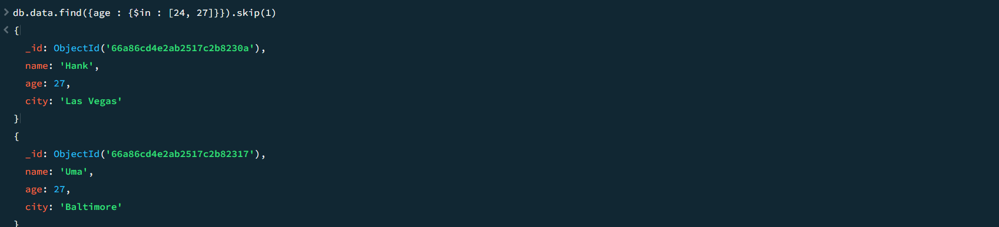 db.data.find({age : {$in : [24, 27]}}).skip(1)
{
_id: ObjectId('66a86cd4e2ab2517c2b8230a'),
name: 'Hank',
age: 27,
city: 'Las Vegas'
}
{
_id: ObjectId('66a86cd4e2ab2517c2b82317'),
name: 'Uma',
age: 27,
city: 'Baltimore'
}